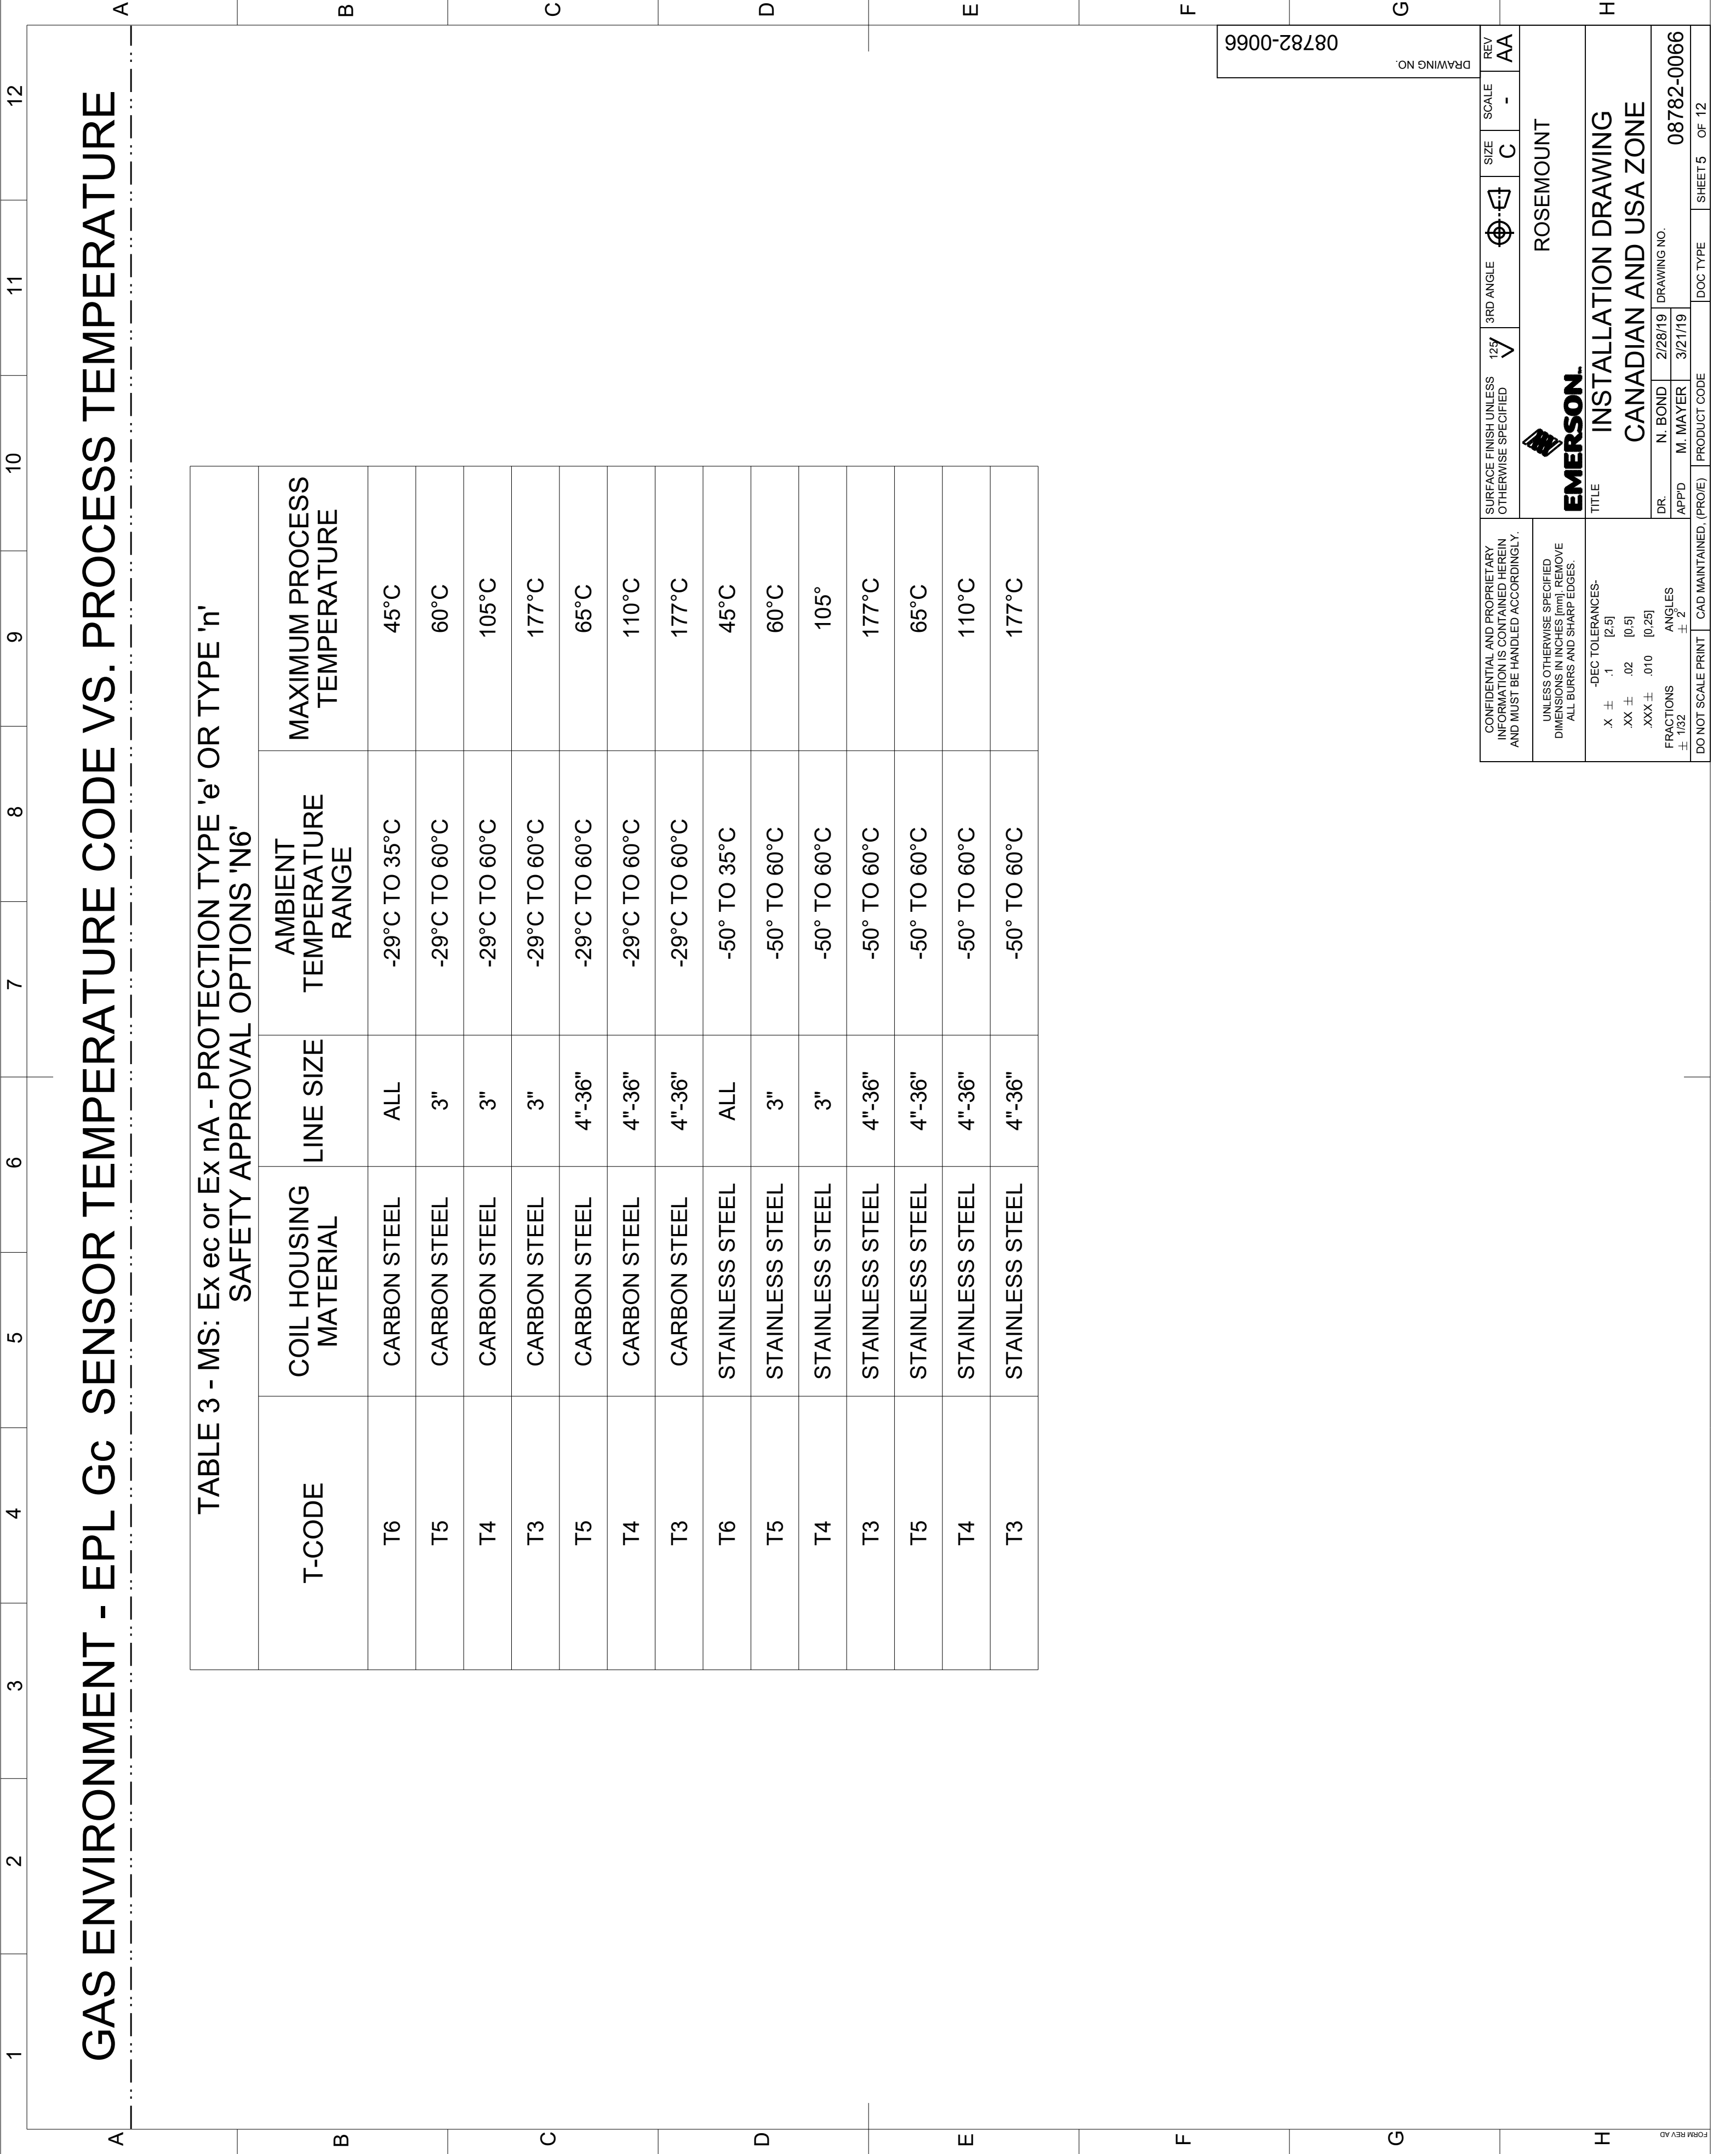 1 2 3 4 5 6 7 8 9 10 11 12
A A
GAS ENVIRONMENT - EPL Gc SENSOR TEMPERATURE CODE VS. PROCESS TEMPERATURE
TABLE 3 - MS: Ex ec or Ex nA - PROTECTION TYPE 'e' OR TYPE 'n'
SAFETY APPROVAL OPTIONS 'N6'
B B
T-CODE COIL HOUSING MATERIAL LINE SIZE AMBIENT TEMPERATURE RANGE MAXIMUM PROCESS TEMPERATURE
T6 CARBON STEEL ALL -29°C TO 35°C 45°C
T5 CARBON STEEL 3" -29°C TO 60°C 60°C
T4 CARBON STEEL 3" -29°C TO 60°C 105°C
T3 CARBON STEEL 3" -29°C TO 60°C 177°C
C C
T5 CARBON STEEL 4"-36" -29°C TO 60°C 65°C
T4 CARBON STEEL 4"-36" -29°C TO 60°C 110°C
T3 CARBON STEEL 4"-36" -29°C TO 60°C 177°C
T6 STAINLESS STEEL ALL -50° TO 35°C 45°C
D D
T5 STAINLESS STEEL 3" -50° TO 60°C 60°C
T4 STAINLESS STEEL 3" -50° TO 60°C 105°
T3 STAINLESS STEEL 4"-36" -50° TO 60°C 177°C
T5 STAINLESS STEEL 4"-36" -50° TO 60°C 65°C
T4 STAINLESS STEEL 4"-36" -50° TO 60°C 110°C
E E
T3 STAINLESS STEEL 4"-36" -50° TO 60°C 177°C
F F
DRAWING NO.
08782-0066
G G
CONFIDENTIAL AND PROPRIETARY
INFORMATION IS CONTAINED HEREIN
AND MUST BE HANDLED ACCORDINGLY.
SURFACE FINISH UNLESS
OTHERWISE SPECIFIED
125
3RD ANGLE
SIZE
C
SCALE
-
REV
AA
UNLESS OTHERWISE SPECIFIED
DIMENSIONS IN INCHES [mm]. REMOVE
ALL BURRS AND SHARP EDGES.
EMERSON™
ROSEMOUNT
-DEC TOLERANCES-
.X ± .1 [2,5]
.XX ± .02 [0,5]
.XXX ± .010 [0,25]
FRACTIONS ANGLES
± 1/32 ± 2°
TITLE
INSTALLATION DRAWING
CANADIAN AND USA ZONE
H H
DR. N. BOND 2/28/19
APP'D M. MAYER 3/21/19
DRAWING NO.
08782-0066
DO NOT SCALE PRINT CAD MAINTAINED, (PRO/E) PRODUCT CODE DOC TYPE SHEET 5 OF 12
FORM REV AD